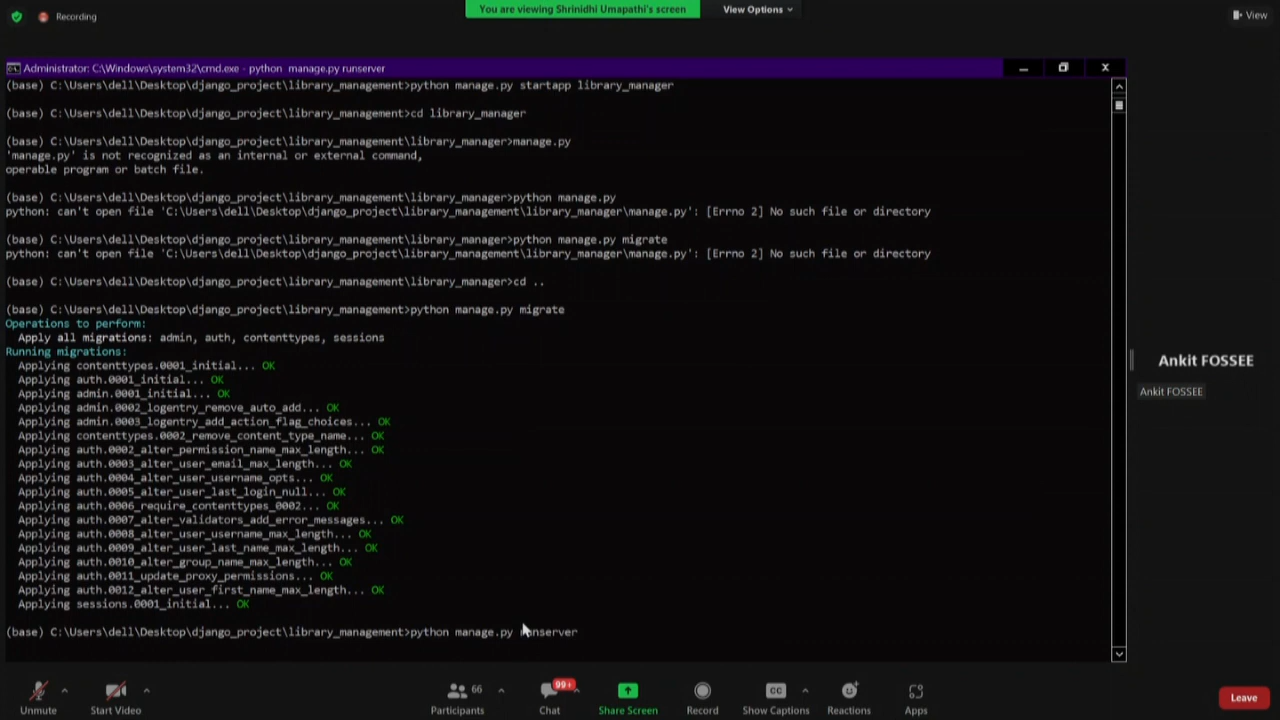 Recording
You are viewing Shrinidhi Umapathi's screen
View Options
View
Administrator: C:\Windows\system32\cmd.exe - python manage.py runserver
(base) C:\Users\dell\Desktop\django_project\library_management>python manage.py startapp library_manager
(base) C:\Users\dell\Desktop\django_project\library_management>cd library_manager
(base) C:\Users\dell\Desktop\django_project\library_management\library_manager>manage.py
'manage.py' is not recognized as an internal or external command,
operable program or batch file.
(base) C:\Users\dell\Desktop\django_project\library_management\library_manager>python manage.py
python: can't open file 'C:\Users\dell\Desktop\django_project\library_management\library_manager\manage.py': [Errno 2] No such file or directory
(base) C:\Users\dell\Desktop\django_project\library_management\library_manager>python manage.py migrate
python: can't open file 'C:\Users\dell\Desktop\django_project\library_management\library_manager\manage.py': [Errno 2] No such file or directory
(base) C:\Users\dell\Desktop\django_project\library_management\library_manager>cd ..
(base) C:\Users\dell\Desktop\django_project\library_management>python manage.py migrate
Operations to perform:
Apply all migrations: admin, auth, contenttypes, sessions
Running migrations:
Applying contenttypes.0001_initial... OK
Applying auth.0001_initial... OK
Applying admin.0001_initial... OK
Applying admin.0002_logentry_remove_auto_add... OK
Applying admin.0003_logentry_add_action_flag_choices... OK
Applying contenttypes.0002_remove_content_type_name... OK
Applying auth.0002_alter_permission_name_max_length... OK
Applying auth.0003_alter_user_email_max_length... OK
Applying auth.0004_alter_user_username_opts... OK
Applying auth.0005_alter_user_last_login_null... OK
Applying auth.0006_require_contenttypes_0002... OK
Applying auth.0007_alter_validators_add_error_messages... OK
Applying auth.0008_alter_user_username_max_length... OK
Applying auth.0009_alter_user_last_name_max_length... OK
Applying auth.0010_alter_group_name_max_length... OK
Applying auth.0011_update_proxy_permissions... OK
Applying auth.0012_alter_user_first_name_max_length... OK
Applying sessions.0001_initial... OK
(base) C:\Users\dell\Desktop\django_project\library_management>python manage.py runserver
Ankit FOSSEE
Ankit FOSSEE
66
99+
CC
Unmute
Start Video
Participants
Chat
Share Screen
Record
Show Captions
Reactions
Apps
Leave